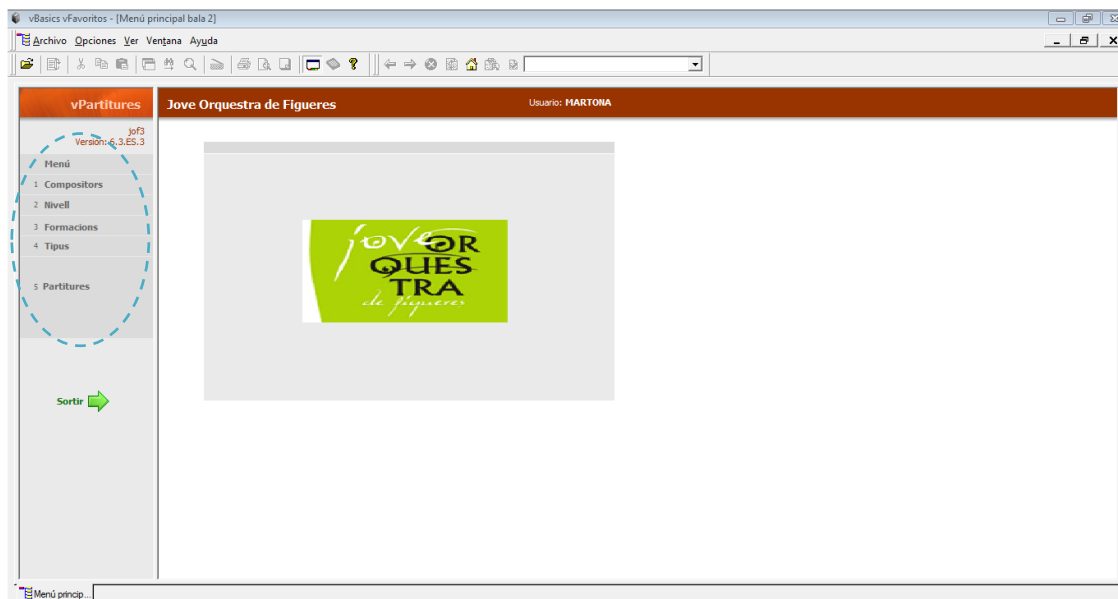 vBasics vFavoritos - [Menú principal bala 2]
Archivo Opciones Ver Ventana Ayuda
vPartitures
Jove Orquestra de Figueres
Usuario: MARTONA
jof3
Versión: 6.3.ES.3
Menú
1 Compositors
2 Nivell
3 Formacions
4 Tipus
5 Partitures
jove OR
QUES
TRA
de figueres
Sortir
Menú princip...